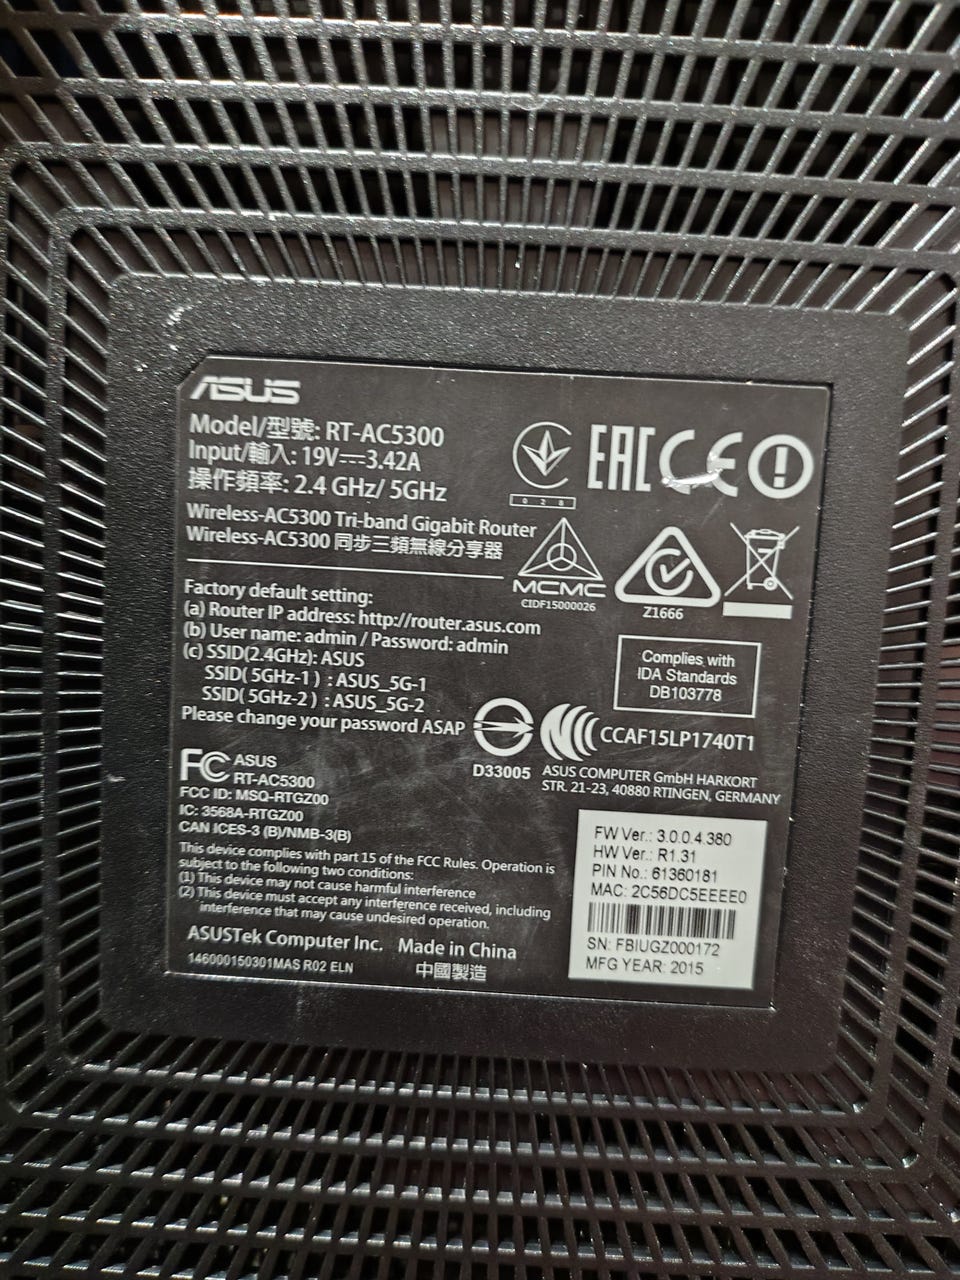 ASUS
Model/型號: RT-AC5300
Input/輸入: 19V⎓3.42A
操作頻率: 2.4 GHz/ 5GHz
Wireless-AC5300 Tri-band Gigabit Router
Wireless-AC5300 同步三頻無線分享器
028
EAC CE
MCMC
CIDF15000026
Z1666
Factory default setting:
(a) Router IP address: http://router.asus.com
(b) User name: admin / Password: admin
(c) SSID(2.4GHz): ASUS
SSID( 5GHz-1 ) : ASUS_5G-1
SSID( 5GHz-2 ) : ASUS_5G-2
Please change your password ASAP
Complies with
IDA Standards
DB103778
D33005
CCAF15LP1740T1
ASUS COMPUTER GmbH HARKORT
STR. 21-23, 40880 RTINGEN, GERMANY
FC ASUS
RT-AC5300
FCC ID: MSQ-RTGZ00
IC: 3568A-RTGZ00
CAN ICES-3 (B)/NMB-3(B)
This device complies with part 15 of the FCC Rules. Operation is
subject to the following two conditions:
(1) This device may not cause harmful interference
(2) This device must accept any interference received, including
interference that may cause undesired operation.
ASUSTek Computer Inc. Made in China
146000150301MAS R02 ELN 中國製造
FW Ver.: 3.0.0.4.380
HW Ver.: R1.31
PIN No.: 61360181
MAC: 2C56DC5EEEE0
SN: FBIUGZ000172
MFG YEAR: 2015